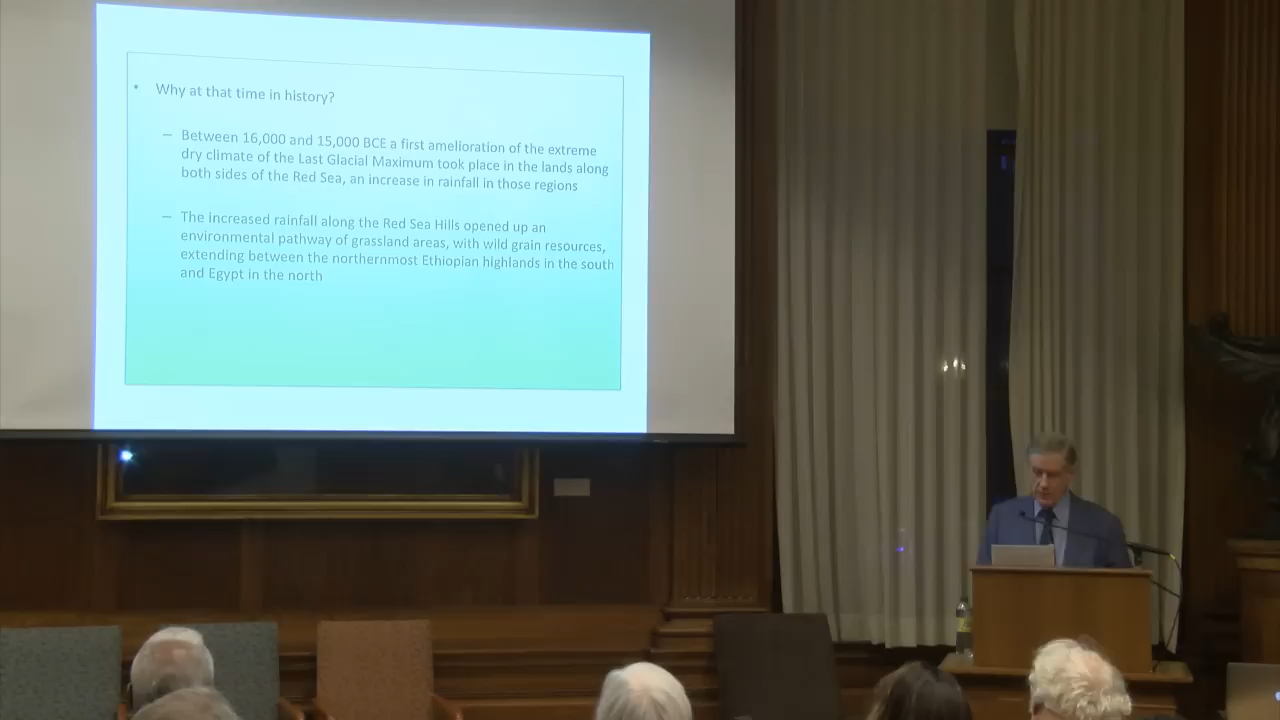 • Why at that time in history?
– Between 16,000 and 15,000 BCE a first amelioration of the extreme
dry climate of the Last Glacial Maximum took place in the lands along
both sides of the Red Sea, an increase in rainfall in those regions
– The increased rainfall along the Red Sea Hills opened up an
environmental pathway of grassland areas, with wild grain resources,
extending between the northernmost Ethiopian highlands in the south
and Egypt in the north